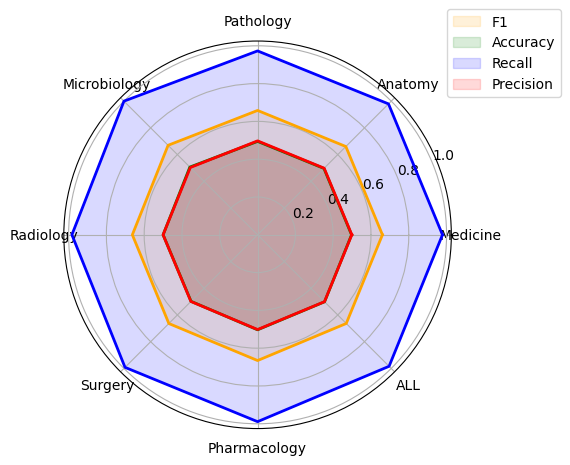 Pathology
F1
Accuracy
Recall
Precision
Microbiology
Anatomy
1.0
0.8
0.6
0.4
0.2
Radiology
Medicine
Surgery
ALL
Pharmacology